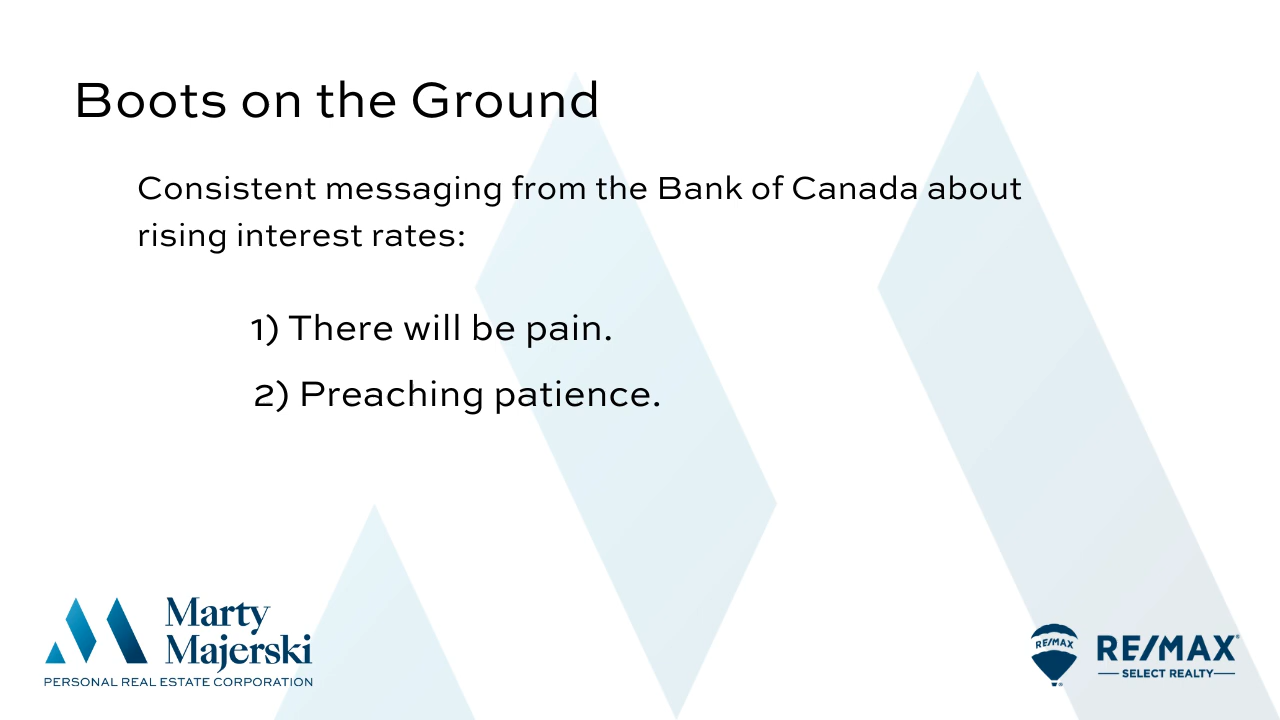 Boots on the Ground
Consistent messaging from the Bank of Canada about
rising interest rates:
1) There will be pain.
2) Preaching patience.
Marty
Majerski
PERSONAL REAL ESTATE CORPORATION
RE/MAX
RE/MAX®
SELECT REALTY